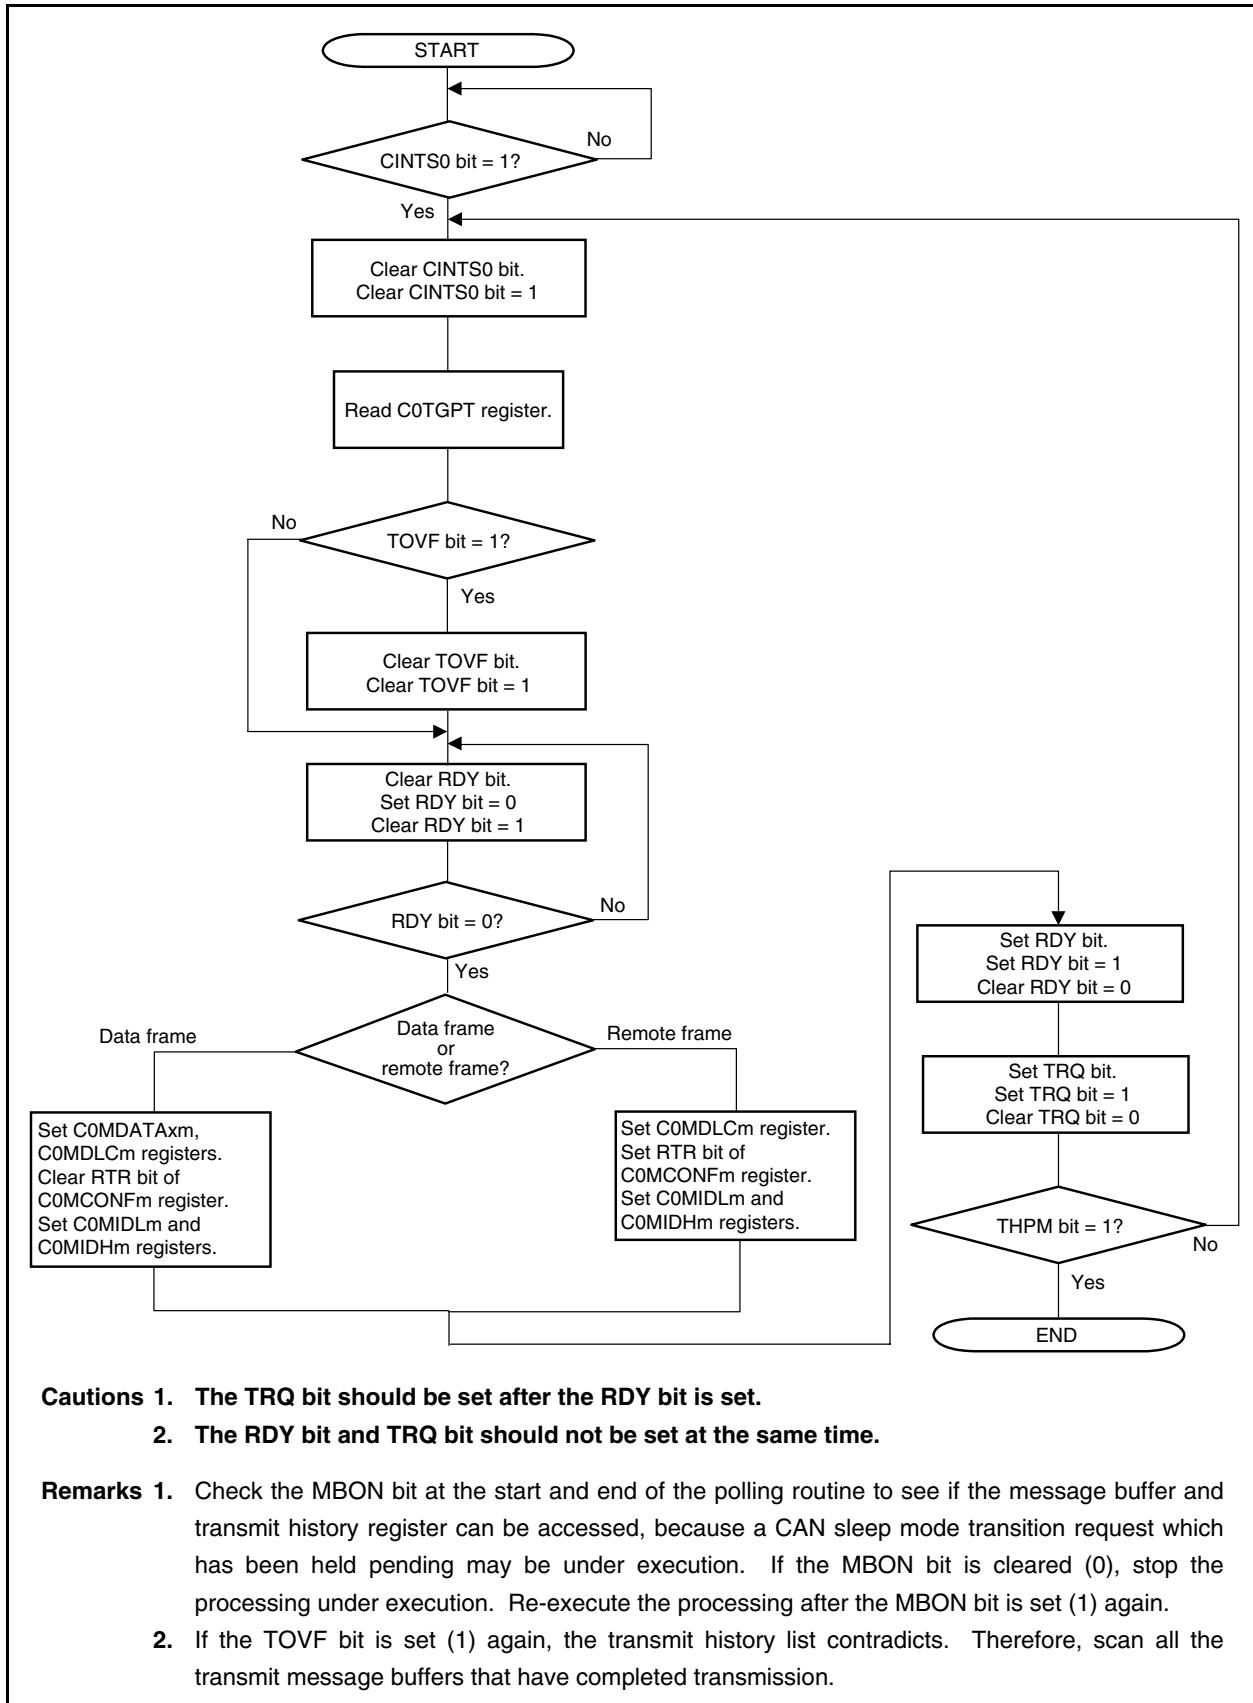 START
No
CINTS0 bit = 1?
Yes
Clear CINTS0 bit.
Clear CINTS0 bit = 1
Read C0TGPT register.
No
TOVF bit = 1?
Yes
Clear TOVF bit.
Clear TOVF bit = 1
Clear RDY bit.
Set RDY bit = 0
Clear RDY bit = 1
No
RDY bit = 0?
Yes
Data frame
Data frame
or
remote frame?
Remote frame
Set C0MDATAxm,
C0MDLCm registers.
Clear RTR bit of
C0MCONFm register.
Set C0MIDLm and
C0MIDHm registers.
Set C0MDLCm register.
Set RTR bit of
C0MCONFm register.
Set C0MIDLm and
C0MIDHm registers.
Set RDY bit.
Set RDY bit = 1
Clear RDY bit = 0
Set TRQ bit.
Set TRQ bit = 1
Clear TRQ bit = 0
THPM bit = 1?
No
Yes
END
Cautions 1. The TRQ bit should be set after the RDY bit is set.
2. The RDY bit and TRQ bit should not be set at the same time.
Remarks 1. Check the MBON bit at the start and end of the polling routine to see if the message buffer and
transmit history register can be accessed, because a CAN sleep mode transition request which
has been held pending may be under execution. If the MBON bit is cleared (0), stop the
processing under execution. Re-execute the processing after the MBON bit is set (1) again.
2. If the TOVF bit is set (1) again, the transmit history list contradicts. Therefore, scan all the
transmit message buffers that have completed transmission.